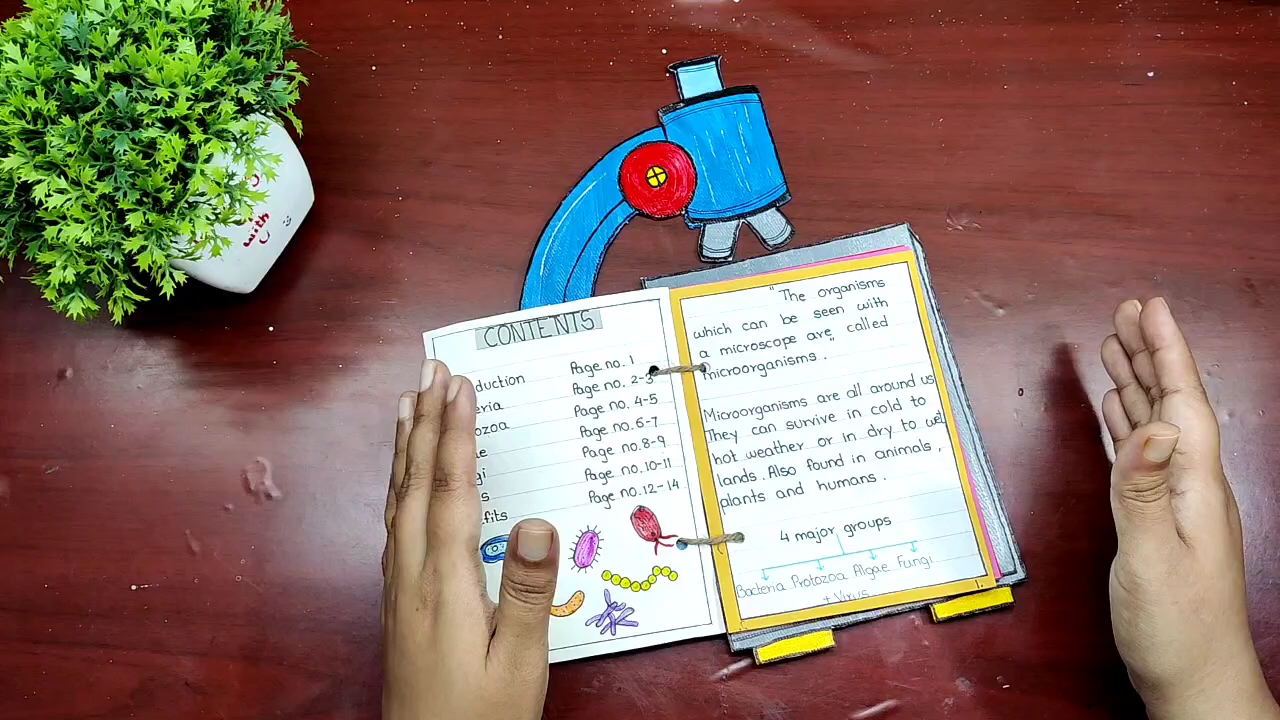 with
CONTENTS
duction Page no. 1
eria Page no. 2-3
ozoa Page no. 4-5
e Page no. 6-7
gi Page no. 8-9
s Page no. 10-11
fits Page no. 12-14
"The organisms
which can be seen with
a microscope are called
microorganisms."
Microorganisms are all around us
They can survive in cold to
hot weather or in dry to wet
lands. Also found in animals,
plants and humans.
4 major groups
Bacteria Protozoa Algae Fungi
+ Virus
1.